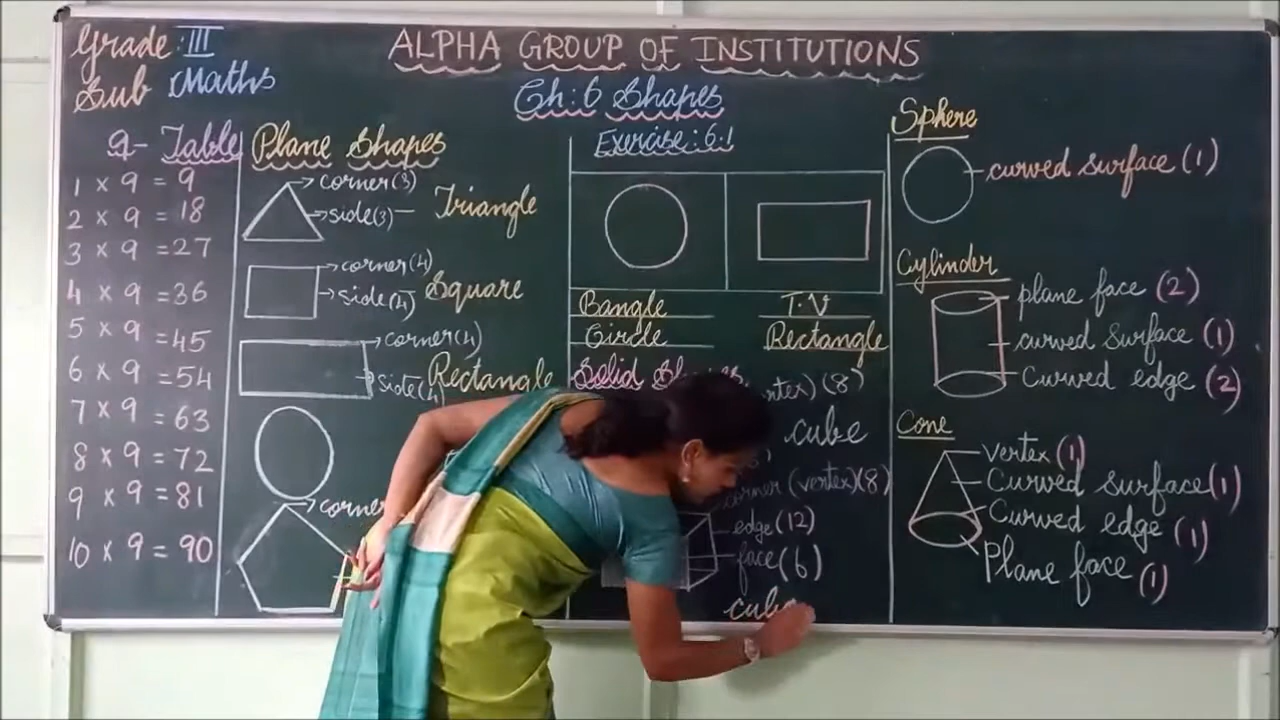 Grade : III
Sub Maths
ALPHA GROUP OF INSTITUTIONS
Ch : 6 Shapes
9- Table
1 × 9 = 9
2 × 9 = 18
3 × 9 = 27
4 × 9 = 36
5 × 9 = 45
6 × 9 = 54
7 × 9 = 63
8 × 9 = 72
9 × 9 = 81
10 × 9 = 90
Plane Shapes
corner(3)
side(3)— Triangle
corner(4)
side(4) Square
corner(4)
side(4) Rectangle
corner
Exercise : 6.1
Bangle
Circle
T.V
Rectangle
Solid
(8)
cube
corner (vertex)(8)
edge (12)
face (6)
Sphere
curved surface (1)
Cylinder
plane face (2)
curved surface (1)
Curved edge (2)
Cone
vertex (1)
Curved surface (1)
Curved edge (1)
Plane face (1)